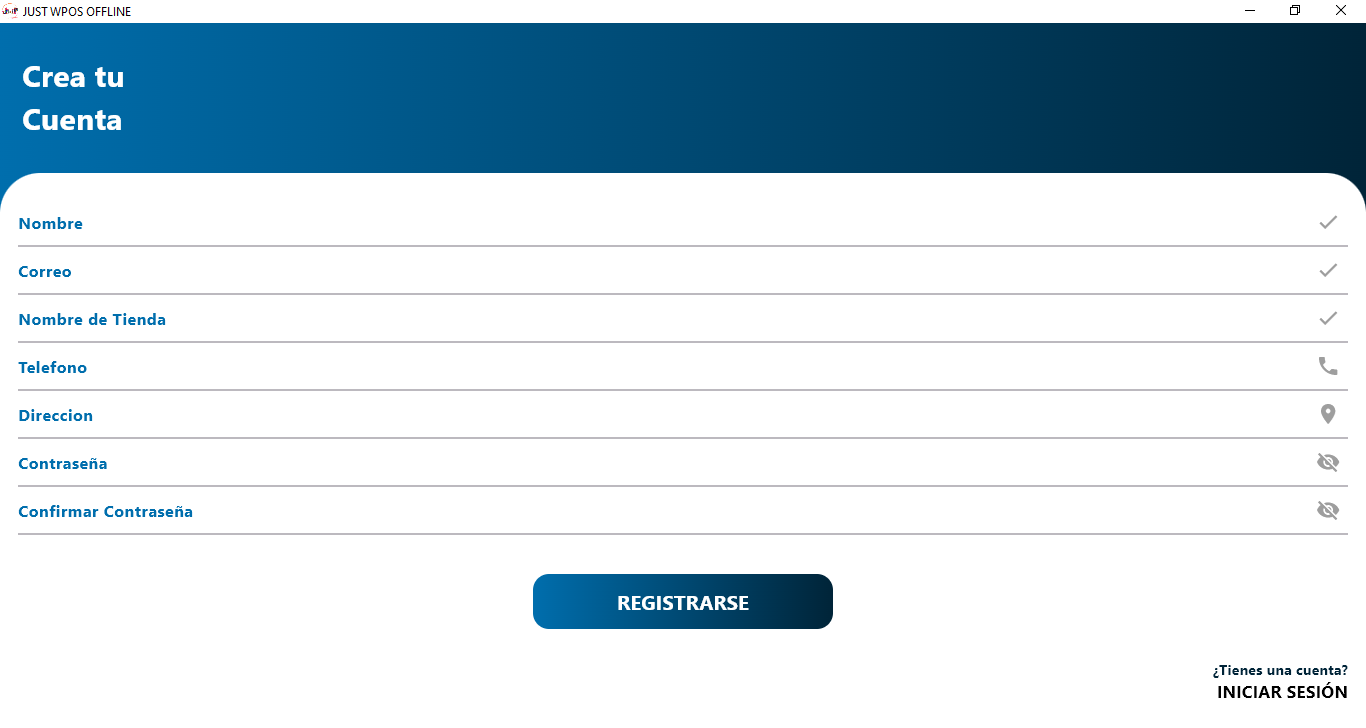 JUST WPOS OFFLINE
Crea tu
Cuenta
Nombre
Correo
Nombre de Tienda
Telefono
Direccion
Contraseña
Confirmar Contraseña
REGISTRARSE
¿Tienes una cuenta?
INICIAR SESIÓN